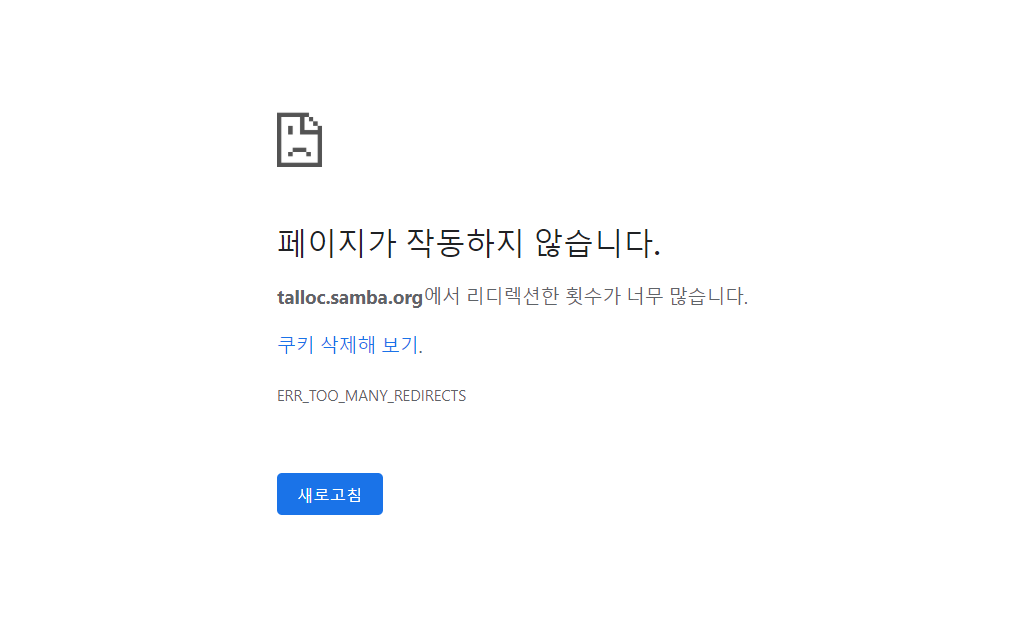 페이지가 작동하지 않습니다.
talloc.samba.org에서 리디렉션한 횟수가 너무 많습니다.
쿠키 삭제해 보기.
ERR_TOO_MANY_REDIRECTS
새로고침